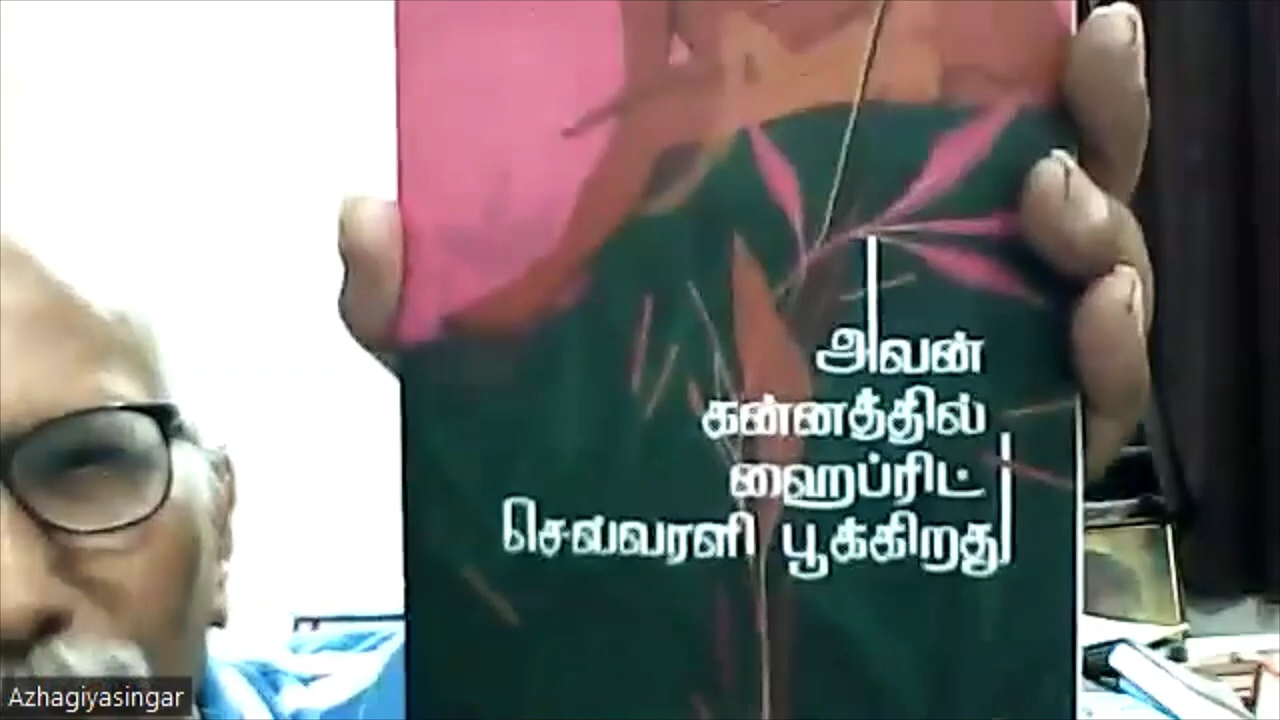 அவன்
கன்னத்தில்
ஹைப்ரிட்
செவ்வரளி பூக்கிறது
Azhagiyasingar